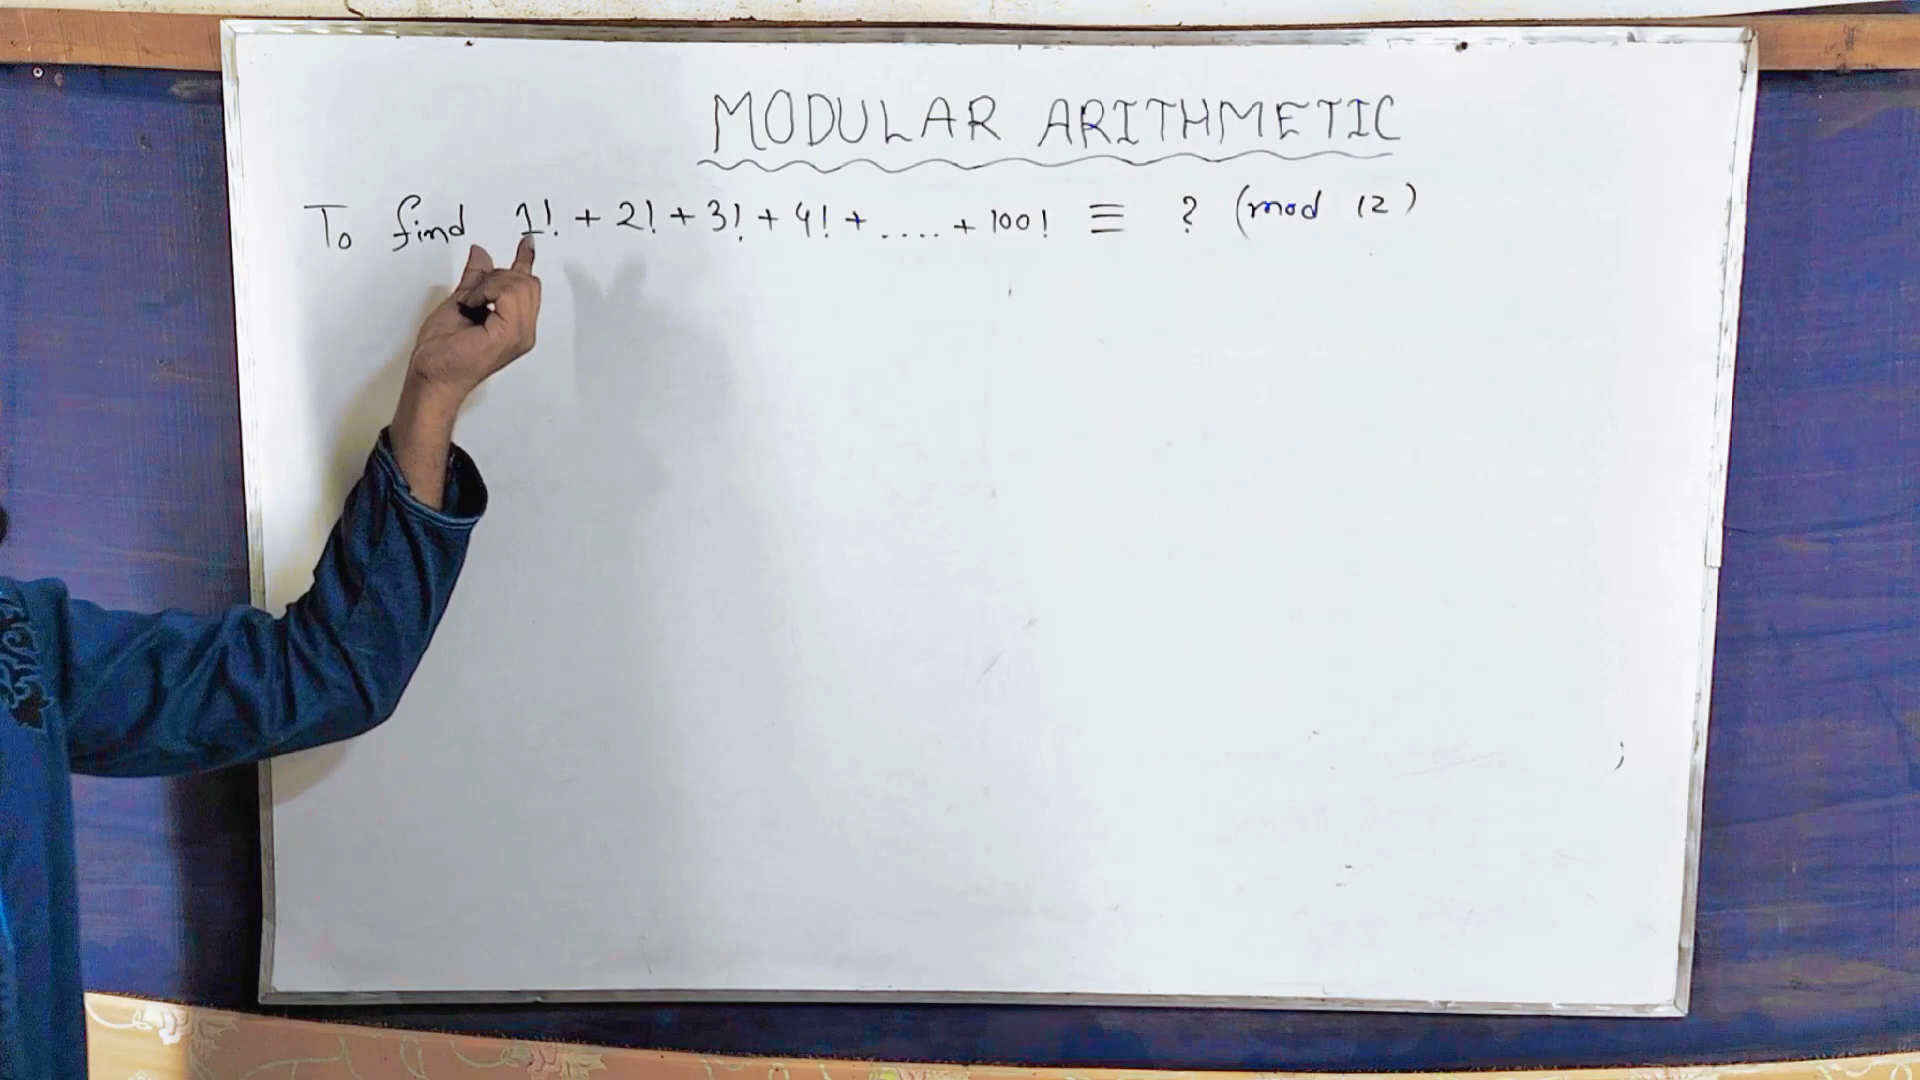 MODULAR ARITHMETIC
To find 1! + 2! + 3! + 4! + .... + 100! ≡ ? (mod 12)